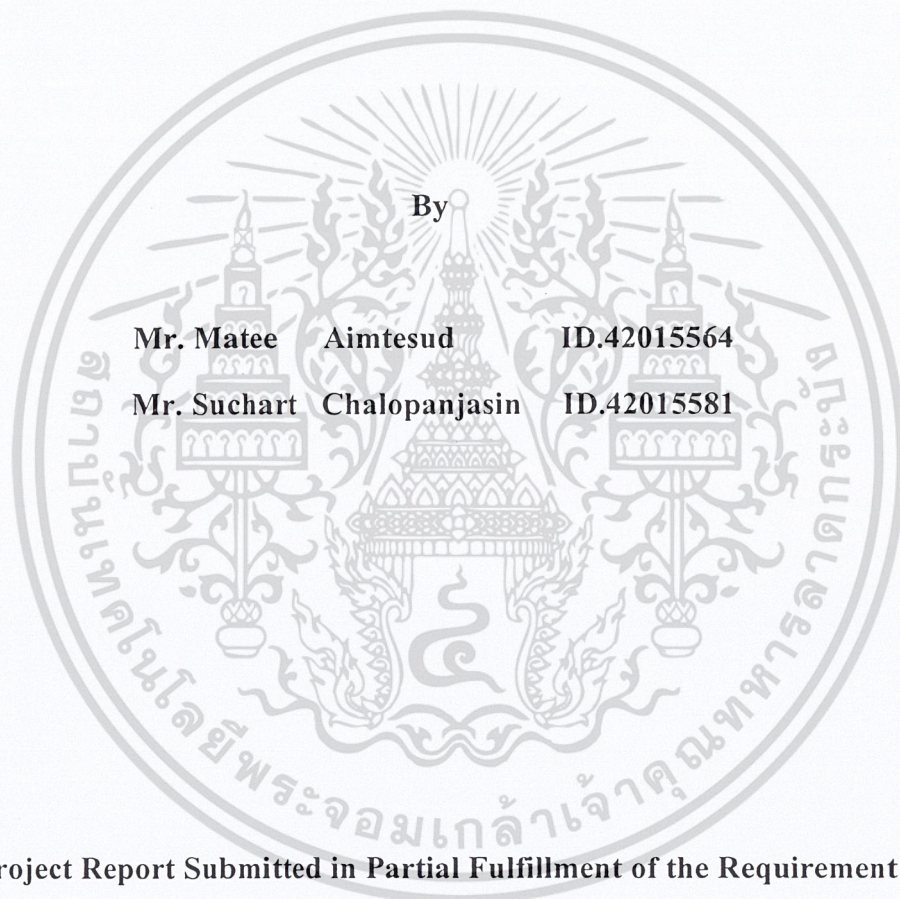 By
Mr. Matee Aimtesud ID.42015564
Mr. Suchart Chalopanjasin ID.42015581
สถาบันเทคโนโลยีพระจอมเกล้าเจ้าคุณทหารลาดกระบัง
roject Report Submitted in Partial Fulfillment of the Requirement